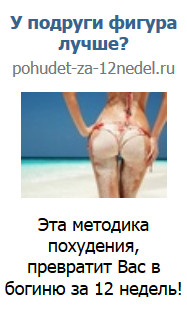 У подруги фигура
лучше?
pohudet-za-12nedel.ru
Эта методика
похудения,
превратит Вас в
богиню за 12 недель!